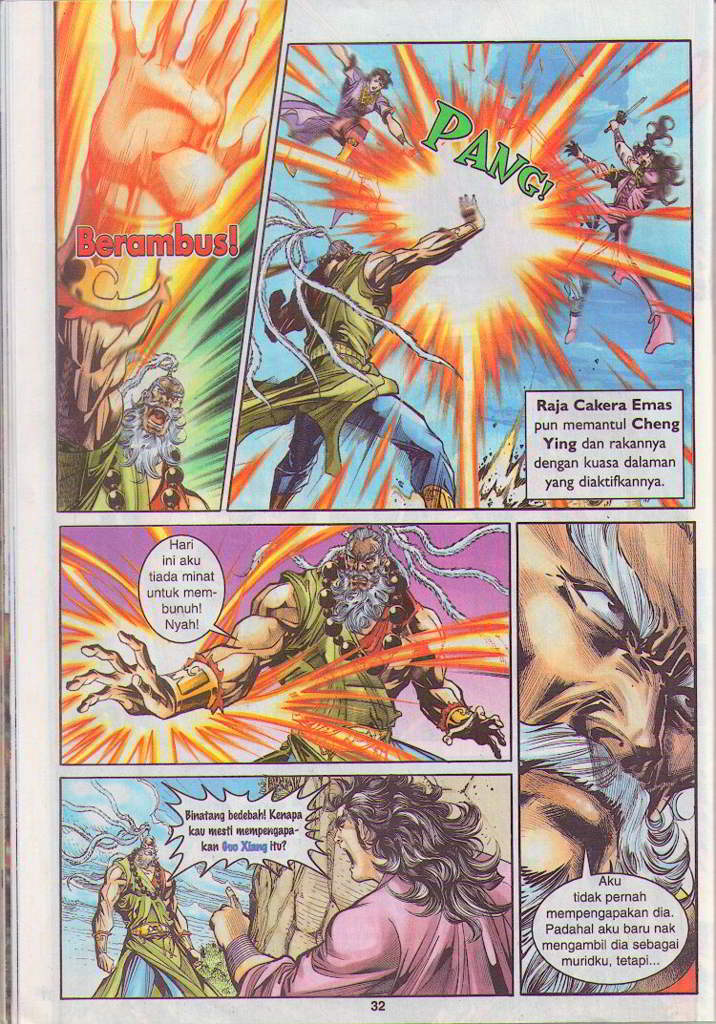 Berambus!
PANG!
Raja Cakera Emas
pun memantul Cheng
Ying dan rakannya
dengan kuasa dalaman
yang diaktifkannya.
Hari
ini aku
tiada minat
untuk mem-
bunuh!
Nyah!
Binatang bedebah! Kenapa
kau mesti mempengapa-
kan Guo Xiang itu?
Aku
tidak pernah
mempengapakan dia.
Padahal aku baru nak
mengambil dia sebagai
muridku, tetapi...
32